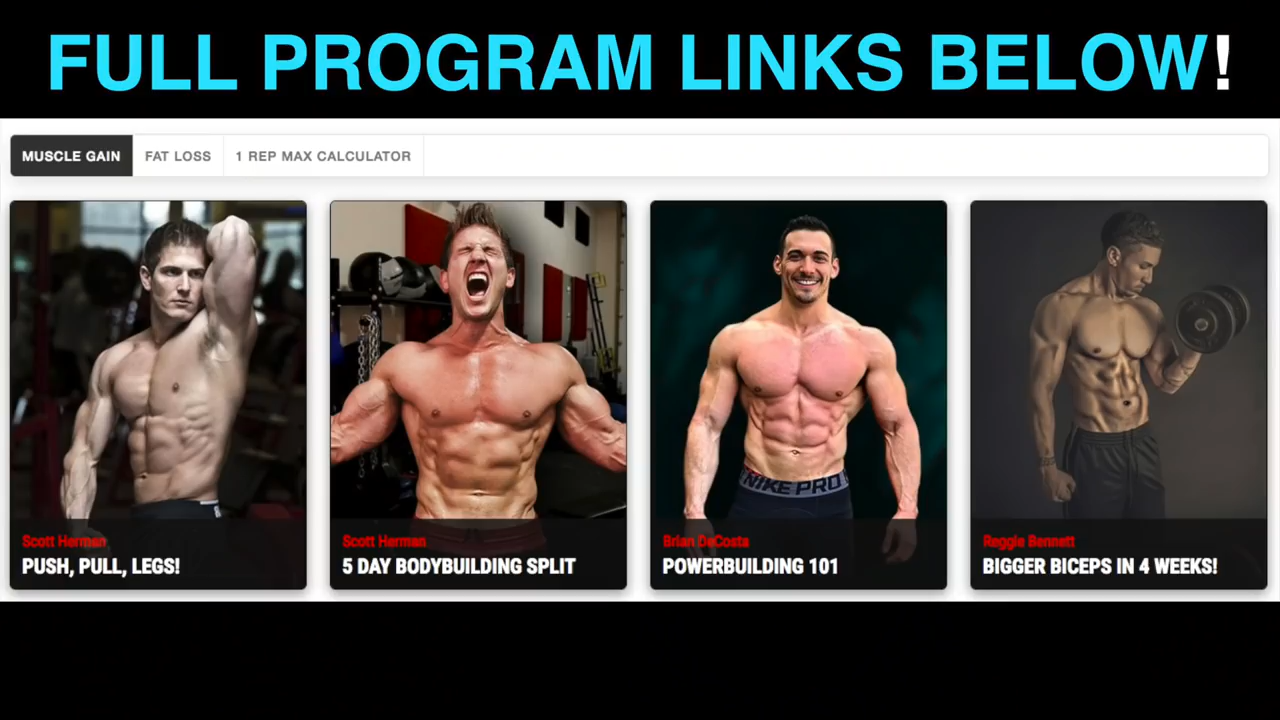 FULL PROGRAM LINKS BELOW!
MUSCLE GAIN
FAT LOSS
1 REP MAX CALCULATOR
NIKE PRO
Scott Herman
PUSH, PULL, LEGS!
Scott Herman
5 DAY BODYBUILDING SPLIT
Brian DeCosta
POWERBUILDING 101
Reggie Bennett
BIGGER BICEPS IN 4 WEEKS!